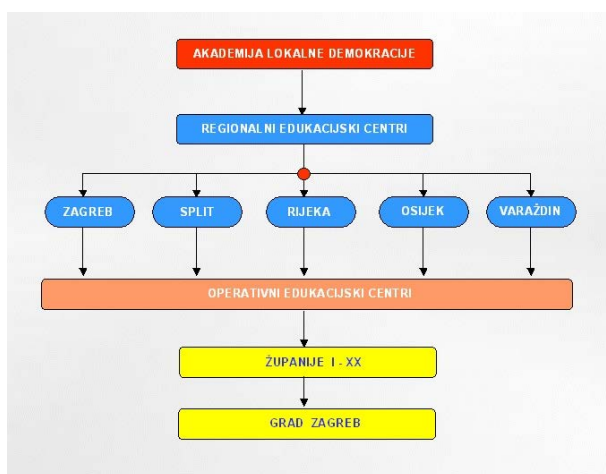 AKADEMIJA LOKALNE DEMOKRACIJE
REGIONALNI EDUKACIJSKI CENTRI
ZAGREB
SPLIT
RIJEKA
OSIJEK
VARAŽDIN
OPERATIVNI EDUKACIJSKI CENTRI
ŽUPANIJE I - XX
GRAD ZAGREB